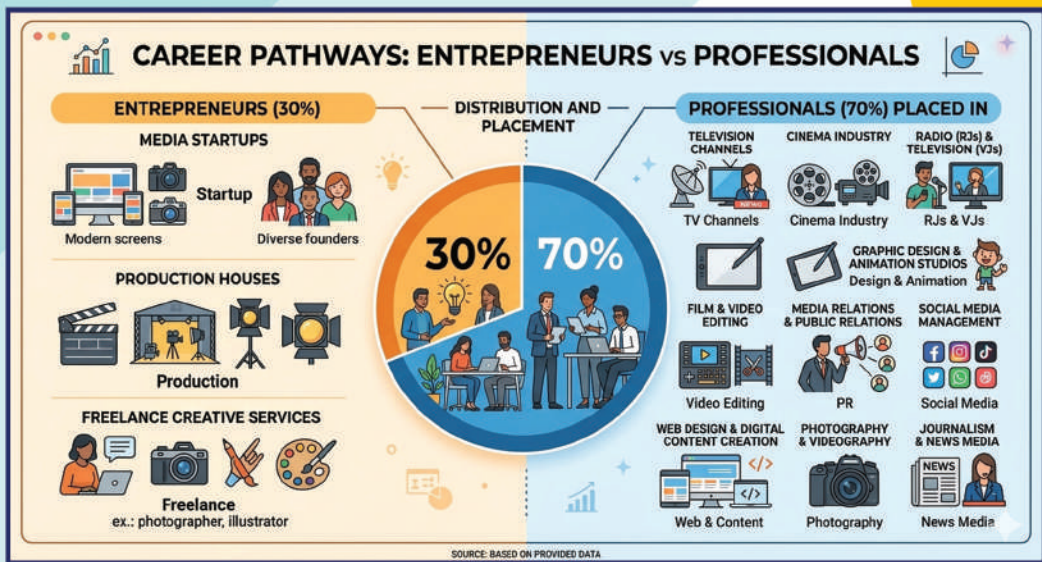 CAREER PATHWAYS: ENTREPRENEURS vs PROFESSIONALS
ENTREPRENEURS (30%)
MEDIA STARTUPS
Startup
Modern screens
Diverse founders
PRODUCTION HOUSES
Production
FREELANCE CREATIVE SERVICES
Freelance
ex.: photographer, illustrator
DISTRIBUTION AND
PLACEMENT
30%
70%
PROFESSIONALS (70%) PLACED IN
TELEVISION
CHANNELS
NEWS
TV Channels
CINEMA INDUSTRY
Cinema Industry
RADIO (RJs) &
TELEVISION (VJs)
RJs & VJs
GRAPHIC DESIGN &
ANIMATION STUDIOS
Design & Animation
FILM & VIDEO
EDITING
Video Editing
MEDIA RELATIONS
& PUBLIC RELATIONS
PR
SOCIAL MEDIA
MANAGEMENT
Social Media
WEB DESIGN & DIGITAL
CONTENT CREATION
</>
</>
Web & Content
PHOTOGRAPHY
& VIDEOGRAPHY
Photography
JOURNALISM
& NEWS MEDIA
NEWS
News Media
SOURCE: BASED ON PROVIDED DATA